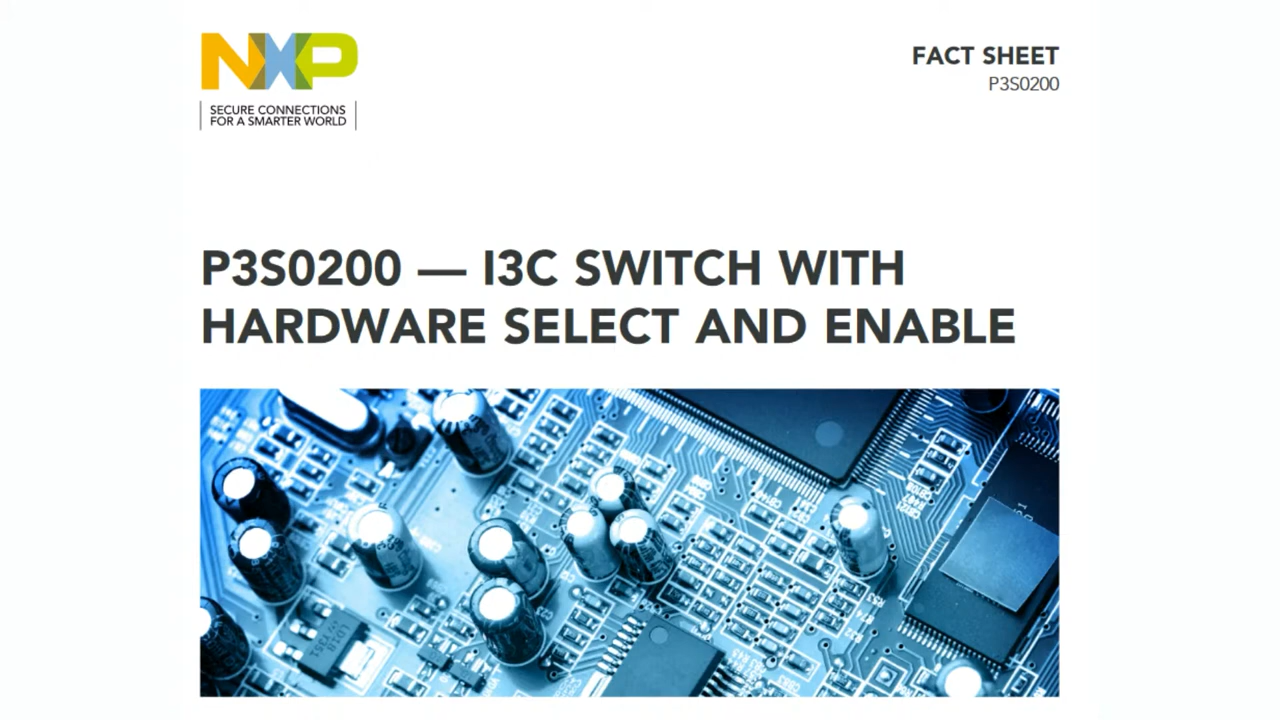 NXP
SECURE CONNECTIONS
FOR A SMARTER WORLD
FACT SHEET
P3S0200
P3S0200 — I3C SWITCH WITH
HARDWARE SELECT AND ENABLE